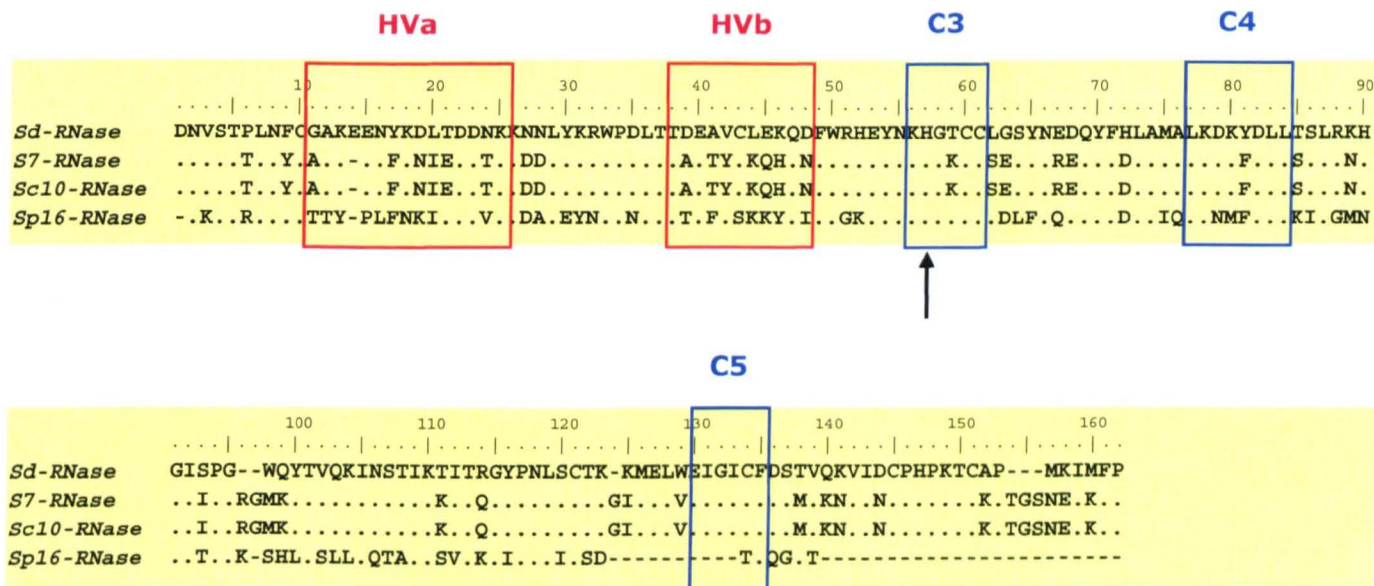 HVa HVb C3 C4
10 20 30 40 50 60 70 80 90
Sd-RNase DNVSTPLNFCGAKEENYKDLTDDNKKNNLYKRWPDLTTDEAVCLEKQDFWRHEYNKHGTCCLGSYNEDQYFHLAMALKDKYDLLTSLRKH
S7-RNase .....T..Y.A..-..F.NIE..T..DD..........A.TY.KQH.N..........K..SE...RE...D........F...S...N.
Sc10-RNase .....T..Y.A..-..F.NIE..T..DD..........A.TY.KQH.N..........K..SE...RE...D........F...S...N.
Sp16-RNase -.K..R....TTY-PLFNKI...V..DA.EYN..N...T.F.SKKY.I..GK..........DLF.Q....D..IQ..NMF...KI.GMN
C5
100 110 120 130 140 150 160
Sd-RNase GISPG--WQYTVQKINSTIKTITRGYPNLSCTK-KMELWEIGICFDSTVQKVIDCPHPKTCAP---MKIMFP
S7-RNase ..I..RGMK...........K..Q.........GI...V........M.KN..N.......K.TGSNE.K..
Sc10-RNase ..I..RGMK...........K..Q.........GI...V........M.KN..N.......K.TGSNE.K..
Sp16-RNase ..T..K-SHL.SLL.QTA..SV.K.I...I.SD----------T.QG.T-----------------------